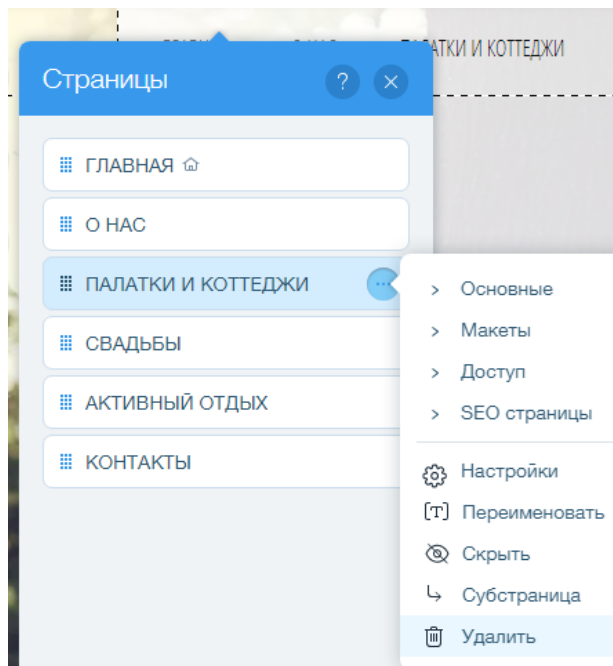 ПАЛАТКИ И КОТТЕДЖИ
Страницы ?
ГЛАВНАЯ
О НАС
ПАЛАТКИ И КОТТЕДЖИ
СВАДЬБЫ
АКТИВНЫЙ ОТДЫХ
КОНТАКТЫ
Основные
Макеты
Доступ
SEO страницы
Настройки
[T] Переименовать
Скрыть
Субстраница
Удалить